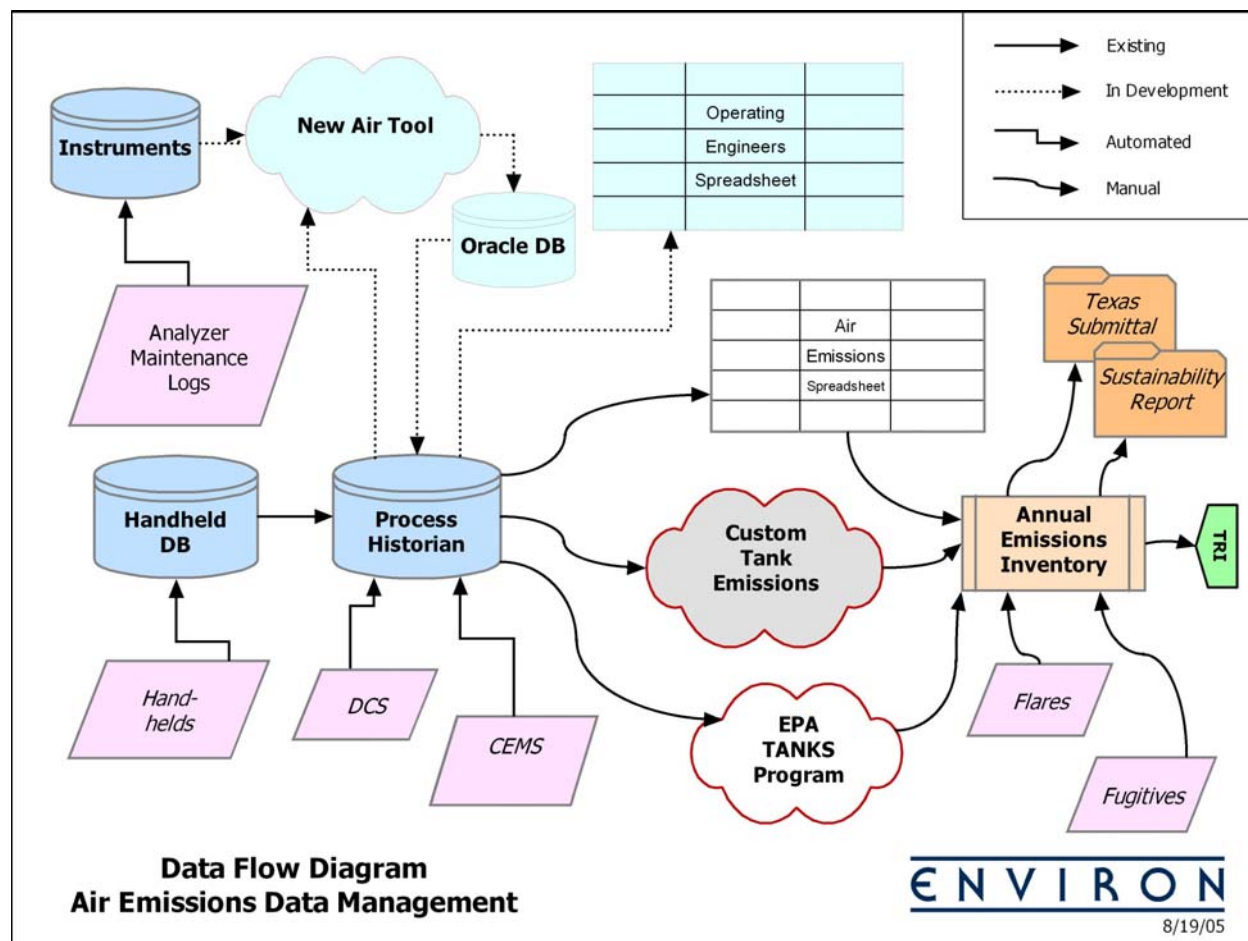 Existing
In Development
Automated
Manual
Instruments
New Air Tool
Operating
Engineers
Spreadsheet
Oracle DB
Analyzer
Maintenance
Logs
Air
Emissions
Spreadsheet
Texas
Submittal
Sustainability
Report
Handheld
DB
Process
Historian
Custom
Tank
Emissions
Annual
Emissions
Inventory
TRI
Hand-
helds
DCS
CEMS
EPA
TANKS
Program
Flares
Fugitives
Data Flow Diagram
Air Emissions Data Management
ENVIRON
8/19/05